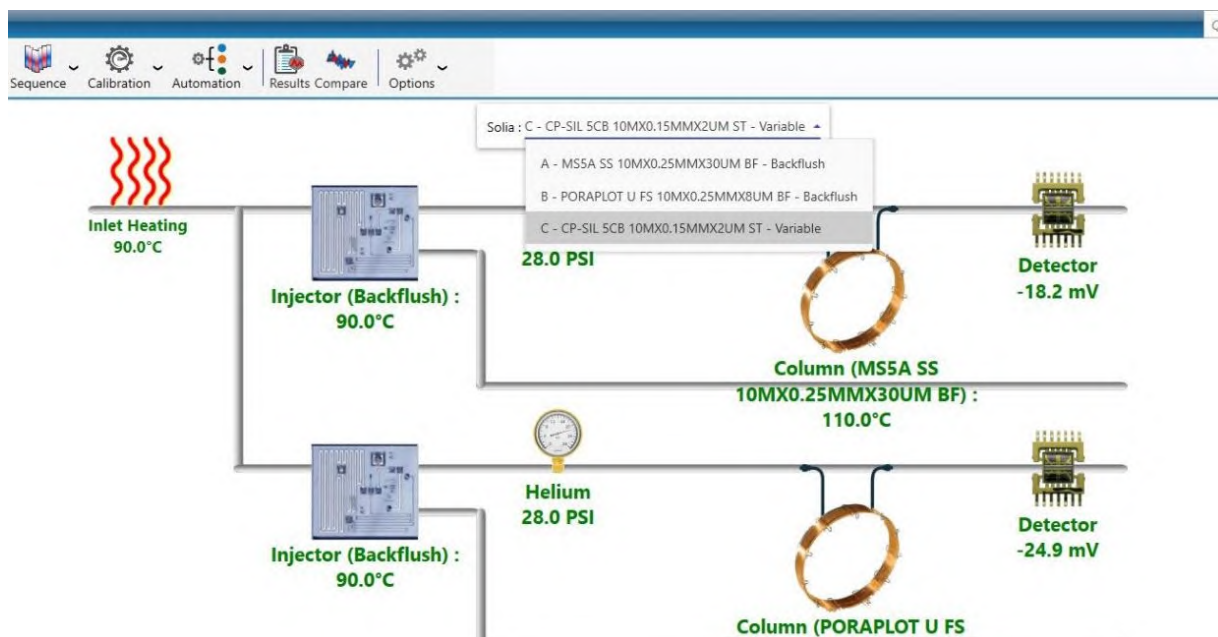 Sequence
Calibration
Automation
Results
Compare
Options
Solia : C - CP-SIL 5CB 10MX0.15MMX2UM ST - Variable
A - MS5A SS 10MX0.25MMX30UM BF - Backflush
B - PORAPLOT U FS 10MX0.25MMX8UM BF - Backflush
C - CP-SIL 5CB 10MX0.15MMX2UM ST - Variable
Inlet Heating
90.0°C
Injector (Backflush) :
90.0°C
28.0 PSI
Column (MS5A SS
10MX0.25MMX30UM BF) :
110.0°C
Detector
-18.2 mV
Injector (Backflush) :
90.0°C
Helium
28.0 PSI
Column (PORAPLOT U FS
Detector
-24.9 mV